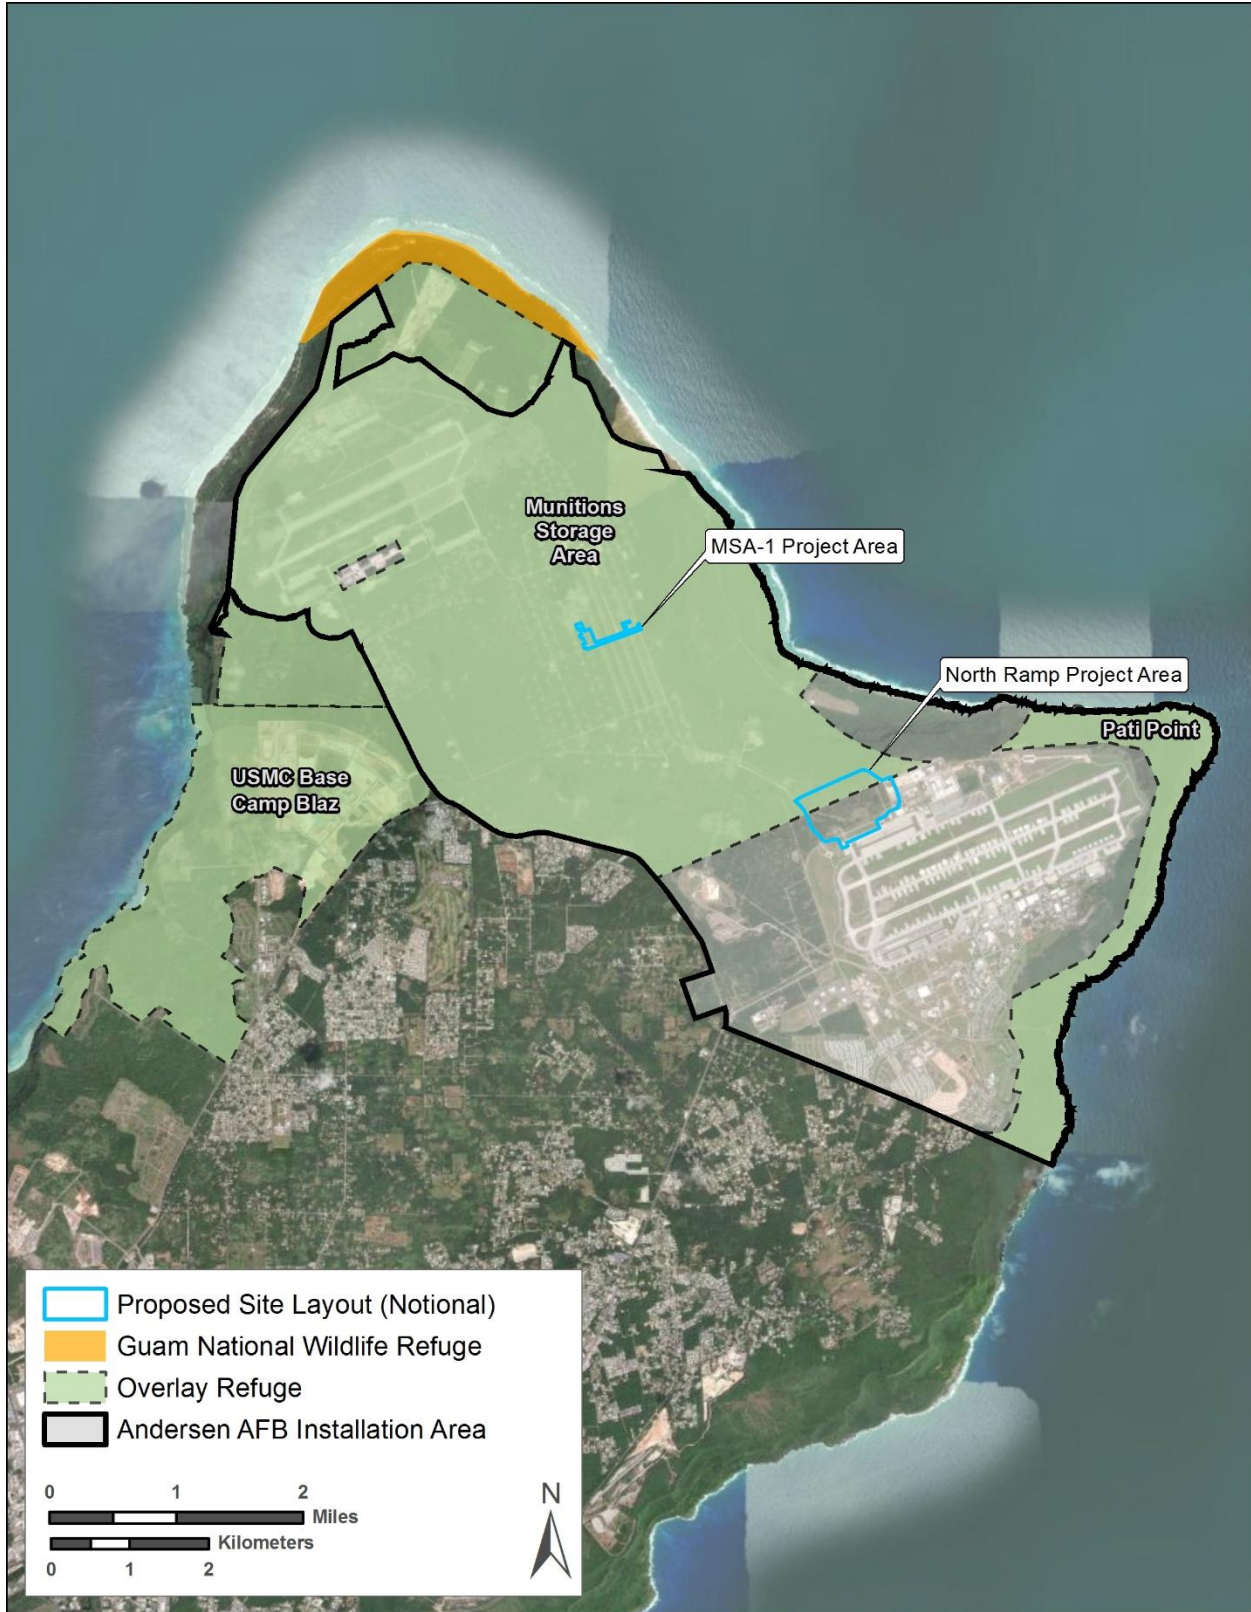 Munitions
Storage
Area
MSA-1 Project Area
North Ramp Project Area
Pati Point
USMC Base
Camp Blaz
Proposed Site Layout (Notional)
Guam National Wildlife Refuge
Overlay Refuge
Andersen AFB Installation Area
0 1 2
Miles
Kilometers
0 1 2
N